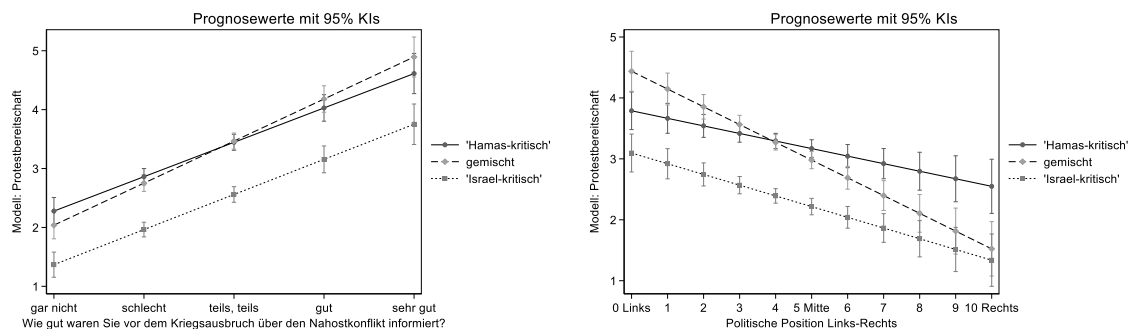 Prognosewerte mit 95% KIs
Modell: Protestbereitschaft
5
4
3
2
1
gar nicht schlecht teils, teils gut sehr gut
Wie gut waren Sie vor dem Kriegsausbruch über den Nahostkonflikt informiert?
'Hamas-kritisch'
gemischt
'Israel-kritisch'
Prognosewerte mit 95% KIs
Modell: Protestbereitschaft
5
4
3
2
1
0 Links 1 2 3 4 5 Mitte 6 7 8 9 10 Rechts
Politische Position Links-Rechts
'Hamas-kritisch'
gemischt
'Israel-kritisch'